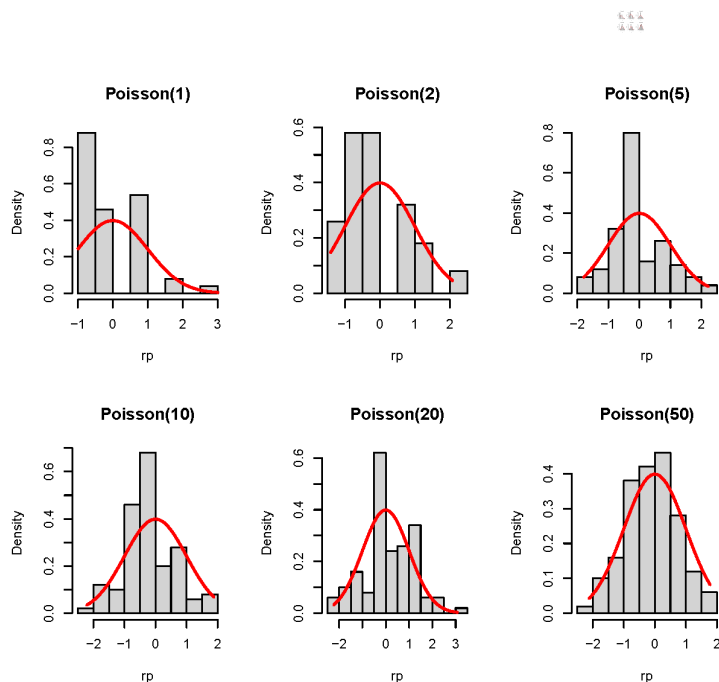 Poisson(1)
Density
0.0 0.2 0.4 0.6 0.8
−1 0 1 2 3
rp
Poisson(2)
Density
0.0 0.2 0.4 0.6
−1 0 1 2
rp
Poisson(5)
Density
0.0 0.2 0.4 0.6 0.8
−2 −1 0 1 2
rp
Poisson(10)
Density
0.0 0.2 0.4 0.6
−2 −1 0 1 2
rp
Poisson(20)
Density
0.0 0.2 0.4 0.6
−2 −1 0 1 2 3
rp
Poisson(50)
Density
0.0 0.1 0.2 0.3 0.4
−2 −1 0 1 2
rp